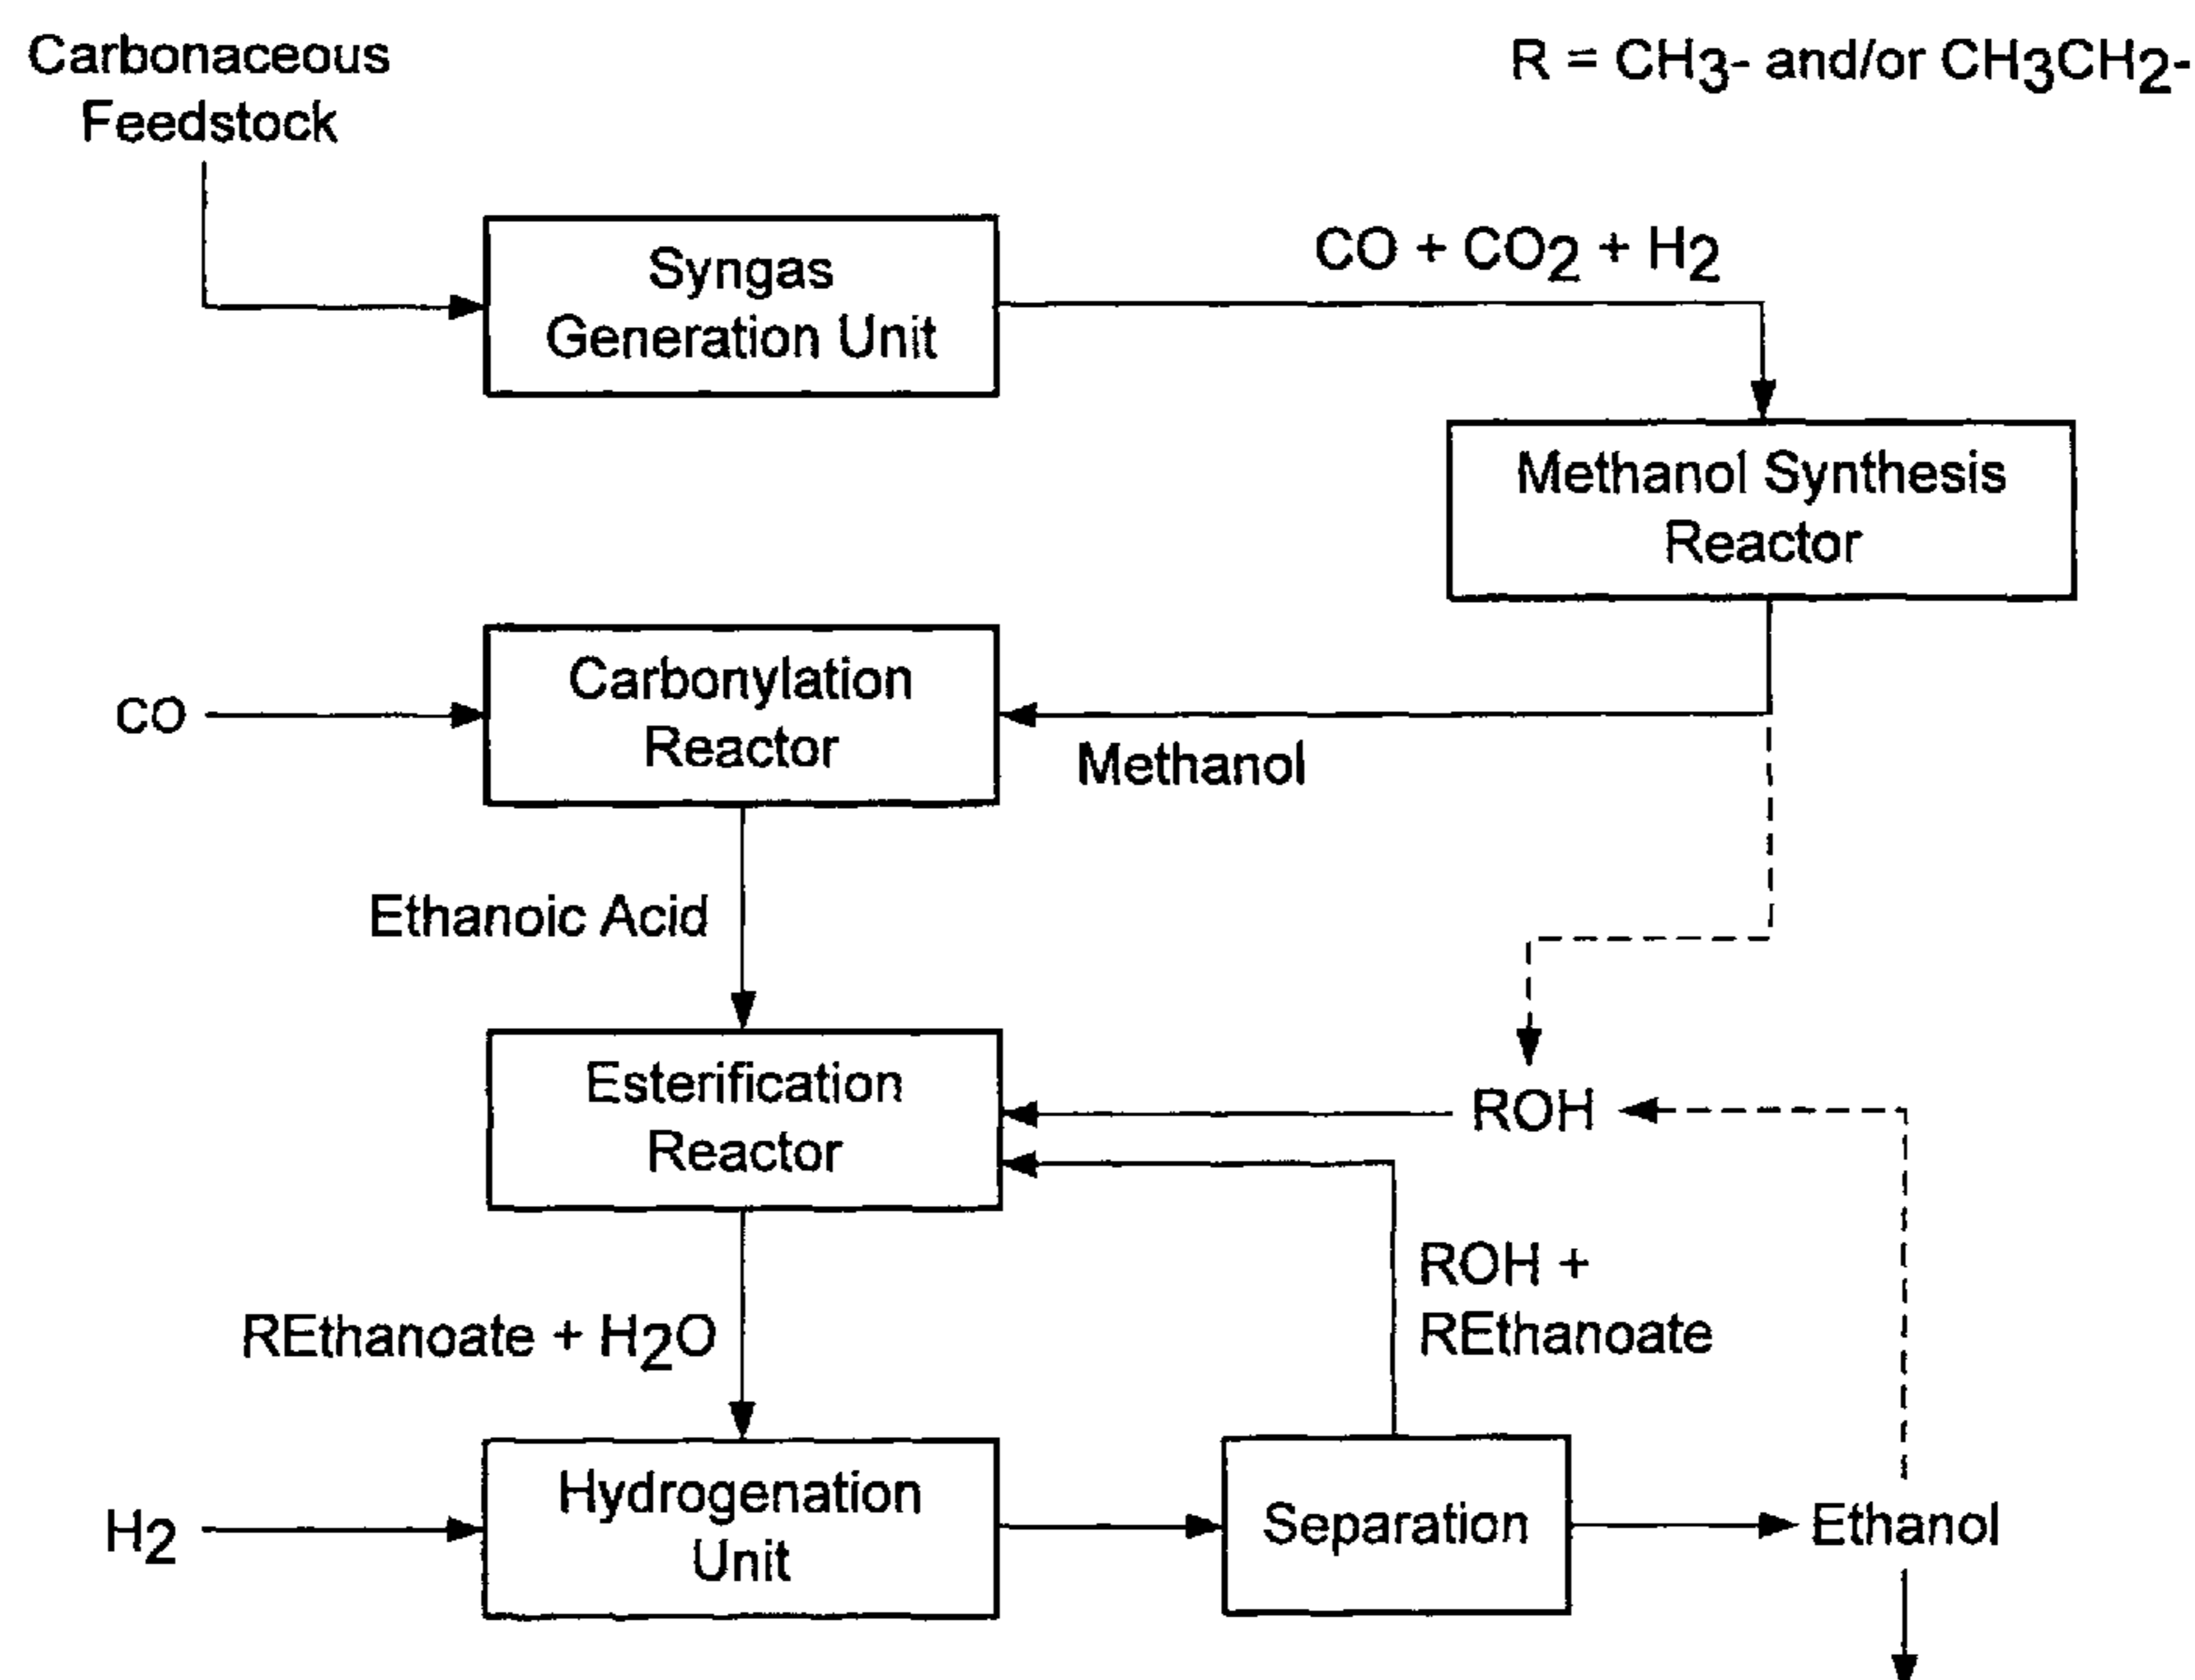 Carbonaceous
Feedstock
R = CH3- and/or CH3CH2-
Syngas
Generation Unit
CO + CO2 + H2
Methanol Synthesis
Reactor
CO
Carbonylation
Reactor
Methanol
Ethanoic Acid
Esterification
Reactor
ROH
ROH +
REthanoate
REthanoate + H2O
H2
Hydrogenation
Unit
Separation
Ethanol